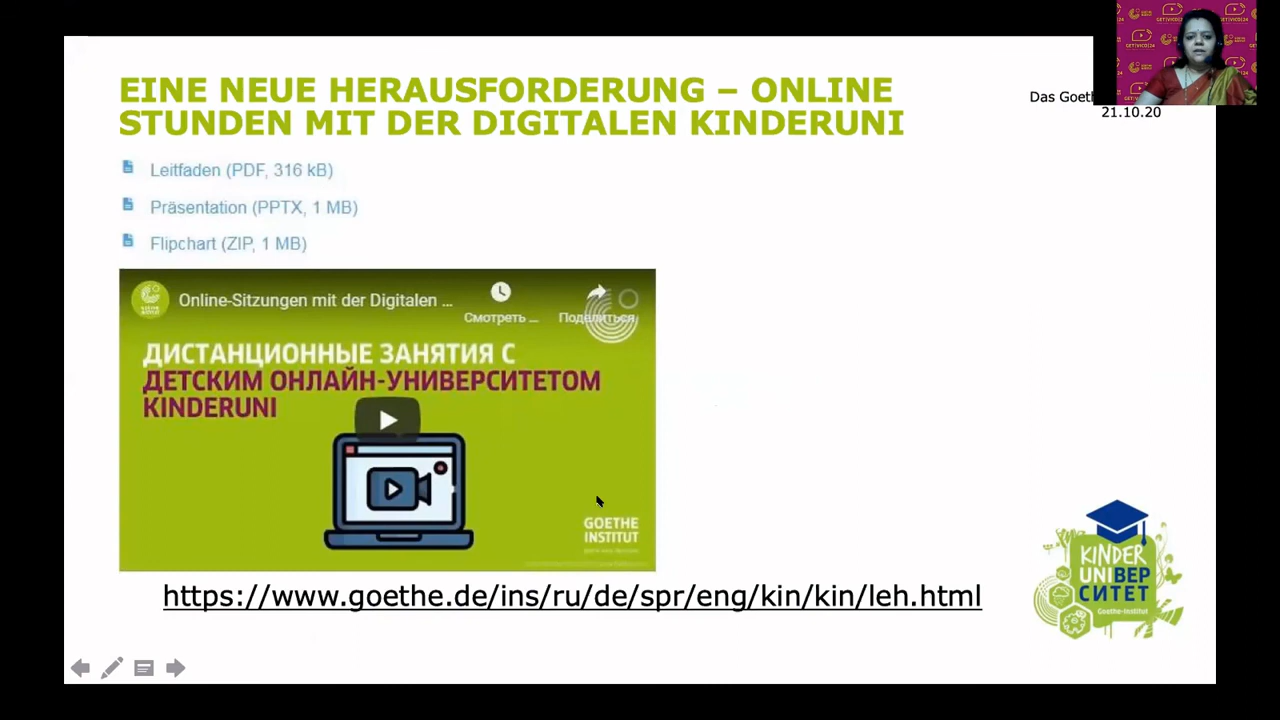 EINE NEUE HERAUSFORDERUNG – ONLINE
STUNDEN MIT DER DIGITALEN KINDERUNI
Das Goeth
21.10.20
Leitfaden (PDF, 316 kB)
Präsentation (PPTX, 1 MB)
Flipchart (ZIP, 1 MB)
Online-Sitzungen mit der Digitalen ...
Смотреть ...
Поделиться
ДИСТАНЦИОННЫЕ ЗАНЯТИЯ С
ДЕТСКИМ ОНЛАЙН-УНИВЕРСИТЕТОМ
KINDERUNI
GOETHE
INSTITUT
https://www.goethe.de/ins/ru/de/spr/eng/kin/kin/leh.html
KINDER
UNIВЕР
СИТЕТ
Goethe-Institut